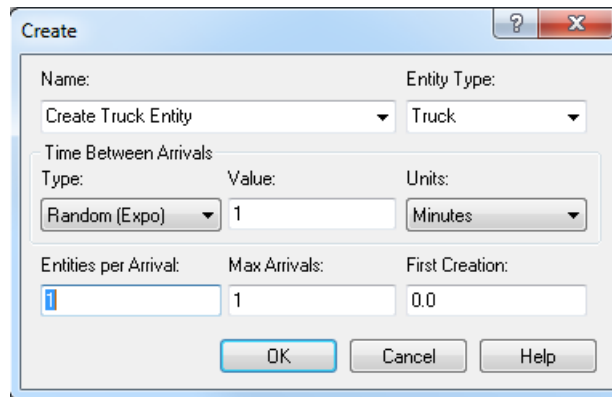 Create
? X
Name: Entity Type:
Create Truck Entity Truck
Time Between Arrivals
Type: Value: Units:
Random (Expo) 1 Minutes
Entities per Arrival: Max Arrivals: First Creation:
1 1 0.0
OK Cancel Help